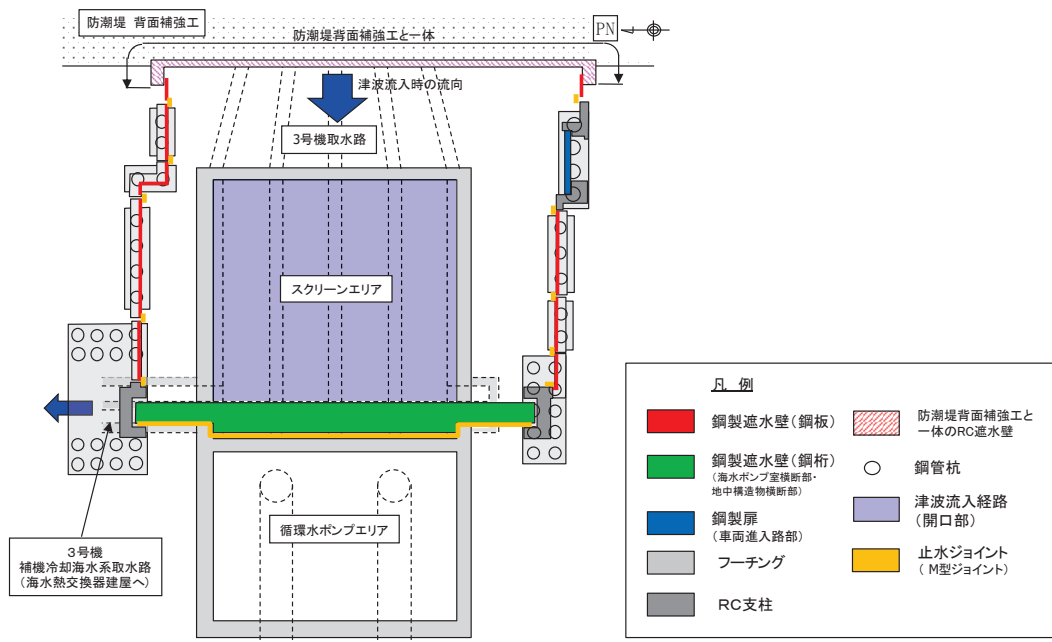 防潮堤 背面補強工
防潮堤背面補強工と一体
PN
津波流入時の流向
3号機取水路
スクリーンエリア
循環水ポンプエリア
3号機
補機冷却海水系取水路
(海水熱交換器建屋へ)
凡 例
鋼製遮水壁(鋼板)
鋼製遮水壁(鋼桁)
(海水ポンプ室横断部・
地中構造物横断部)
鋼製扉
(車両進入路部)
フーチング
RC支柱
防潮堤背面補強工と
一体のRC遮水壁
鋼管杭
津波流入経路
(開口部)
止水ジョイント
( M型ジョイント)